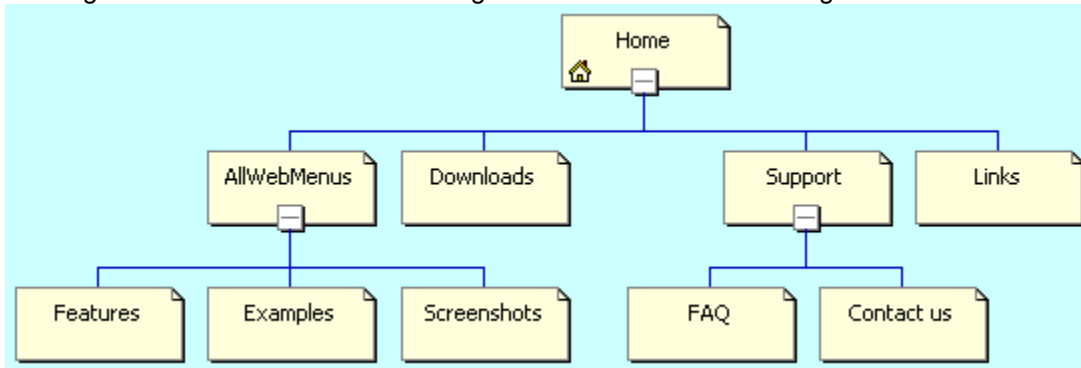 Home
AllWebMenus
Downloads
Support
Links
Features
Examples
Screenshots
FAQ
Contact us